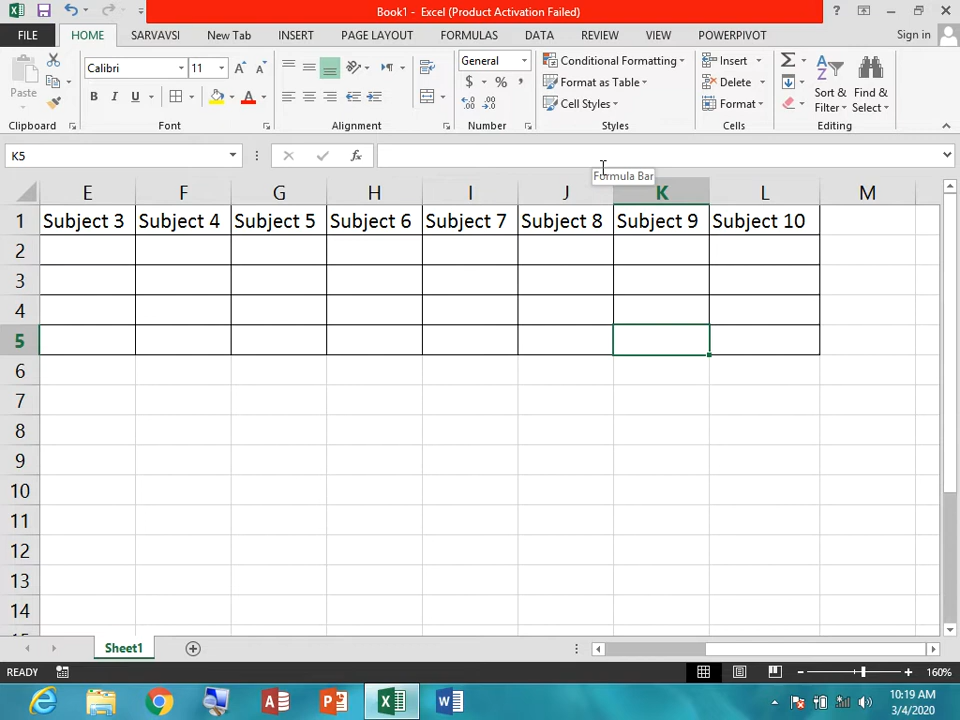 Book1 - Excel (Product Activation Failed)
FILE HOME SARVAVSI New Tab INSERT PAGE LAYOUT FORMULAS DATA REVIEW VIEW POWERPIVOT Sign in
Paste Calibri 11 General Conditional Formatting Insert Sort & Find &
B I U $ % , Format as Table Delete Filter Select
Cell Styles Format
Clipboard Font Alignment Number Styles Cells Editing
K5 fx
Formula Bar
E F G H I J K L M
1 Subject 3 Subject 4 Subject 5 Subject 6 Subject 7 Subject 8 Subject 9 Subject 10
2
3
4
5
6
7
8
9
10
11
12
13
14
Sheet1
READY 160%
10:19 AM
3/4/2020